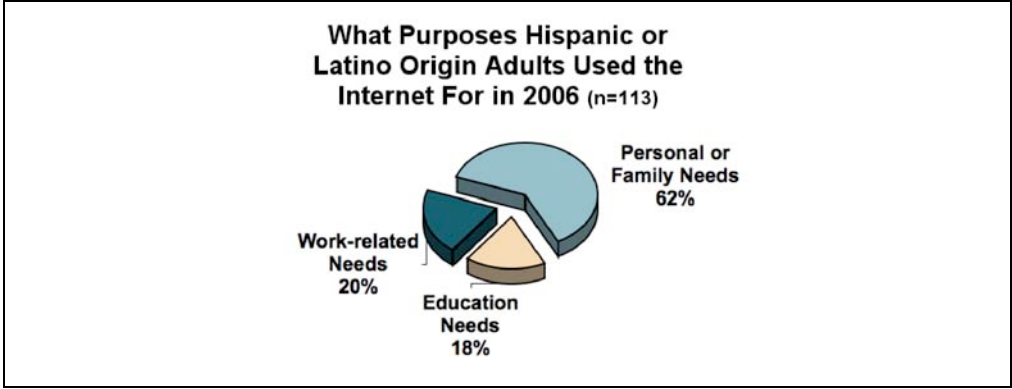 What Purposes Hispanic or
Latino Origin Adults Used the
Internet For in 2006 (n=113)
Personal or
Family Needs
62%
Work-related
Needs
20%
Education
Needs
18%